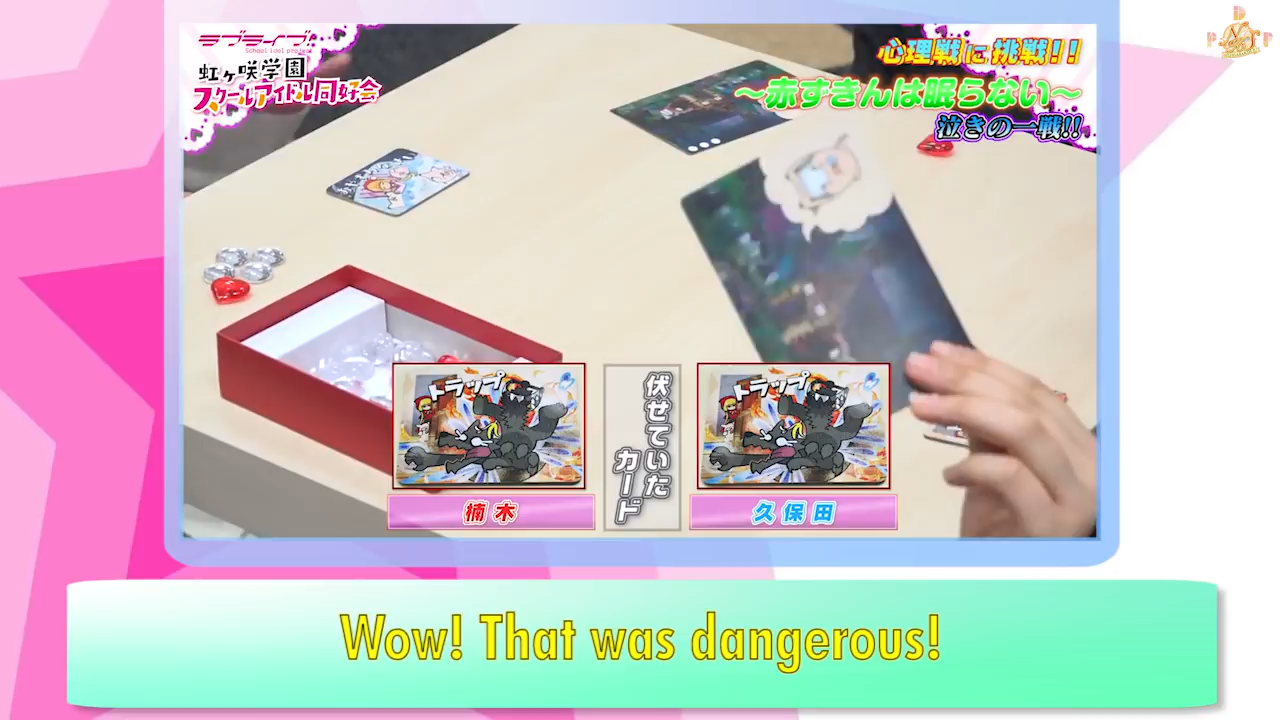 ラブライブ!
School idol project
虹ヶ咲学園
スクールアイドル同好会
心理戦に挑戦!!
～赤ずきんは眠らない～
泣きの一戦!!
トラップ
伏せていた
カード
トラップ
楠木
久保田
Wow! That was dangerous!